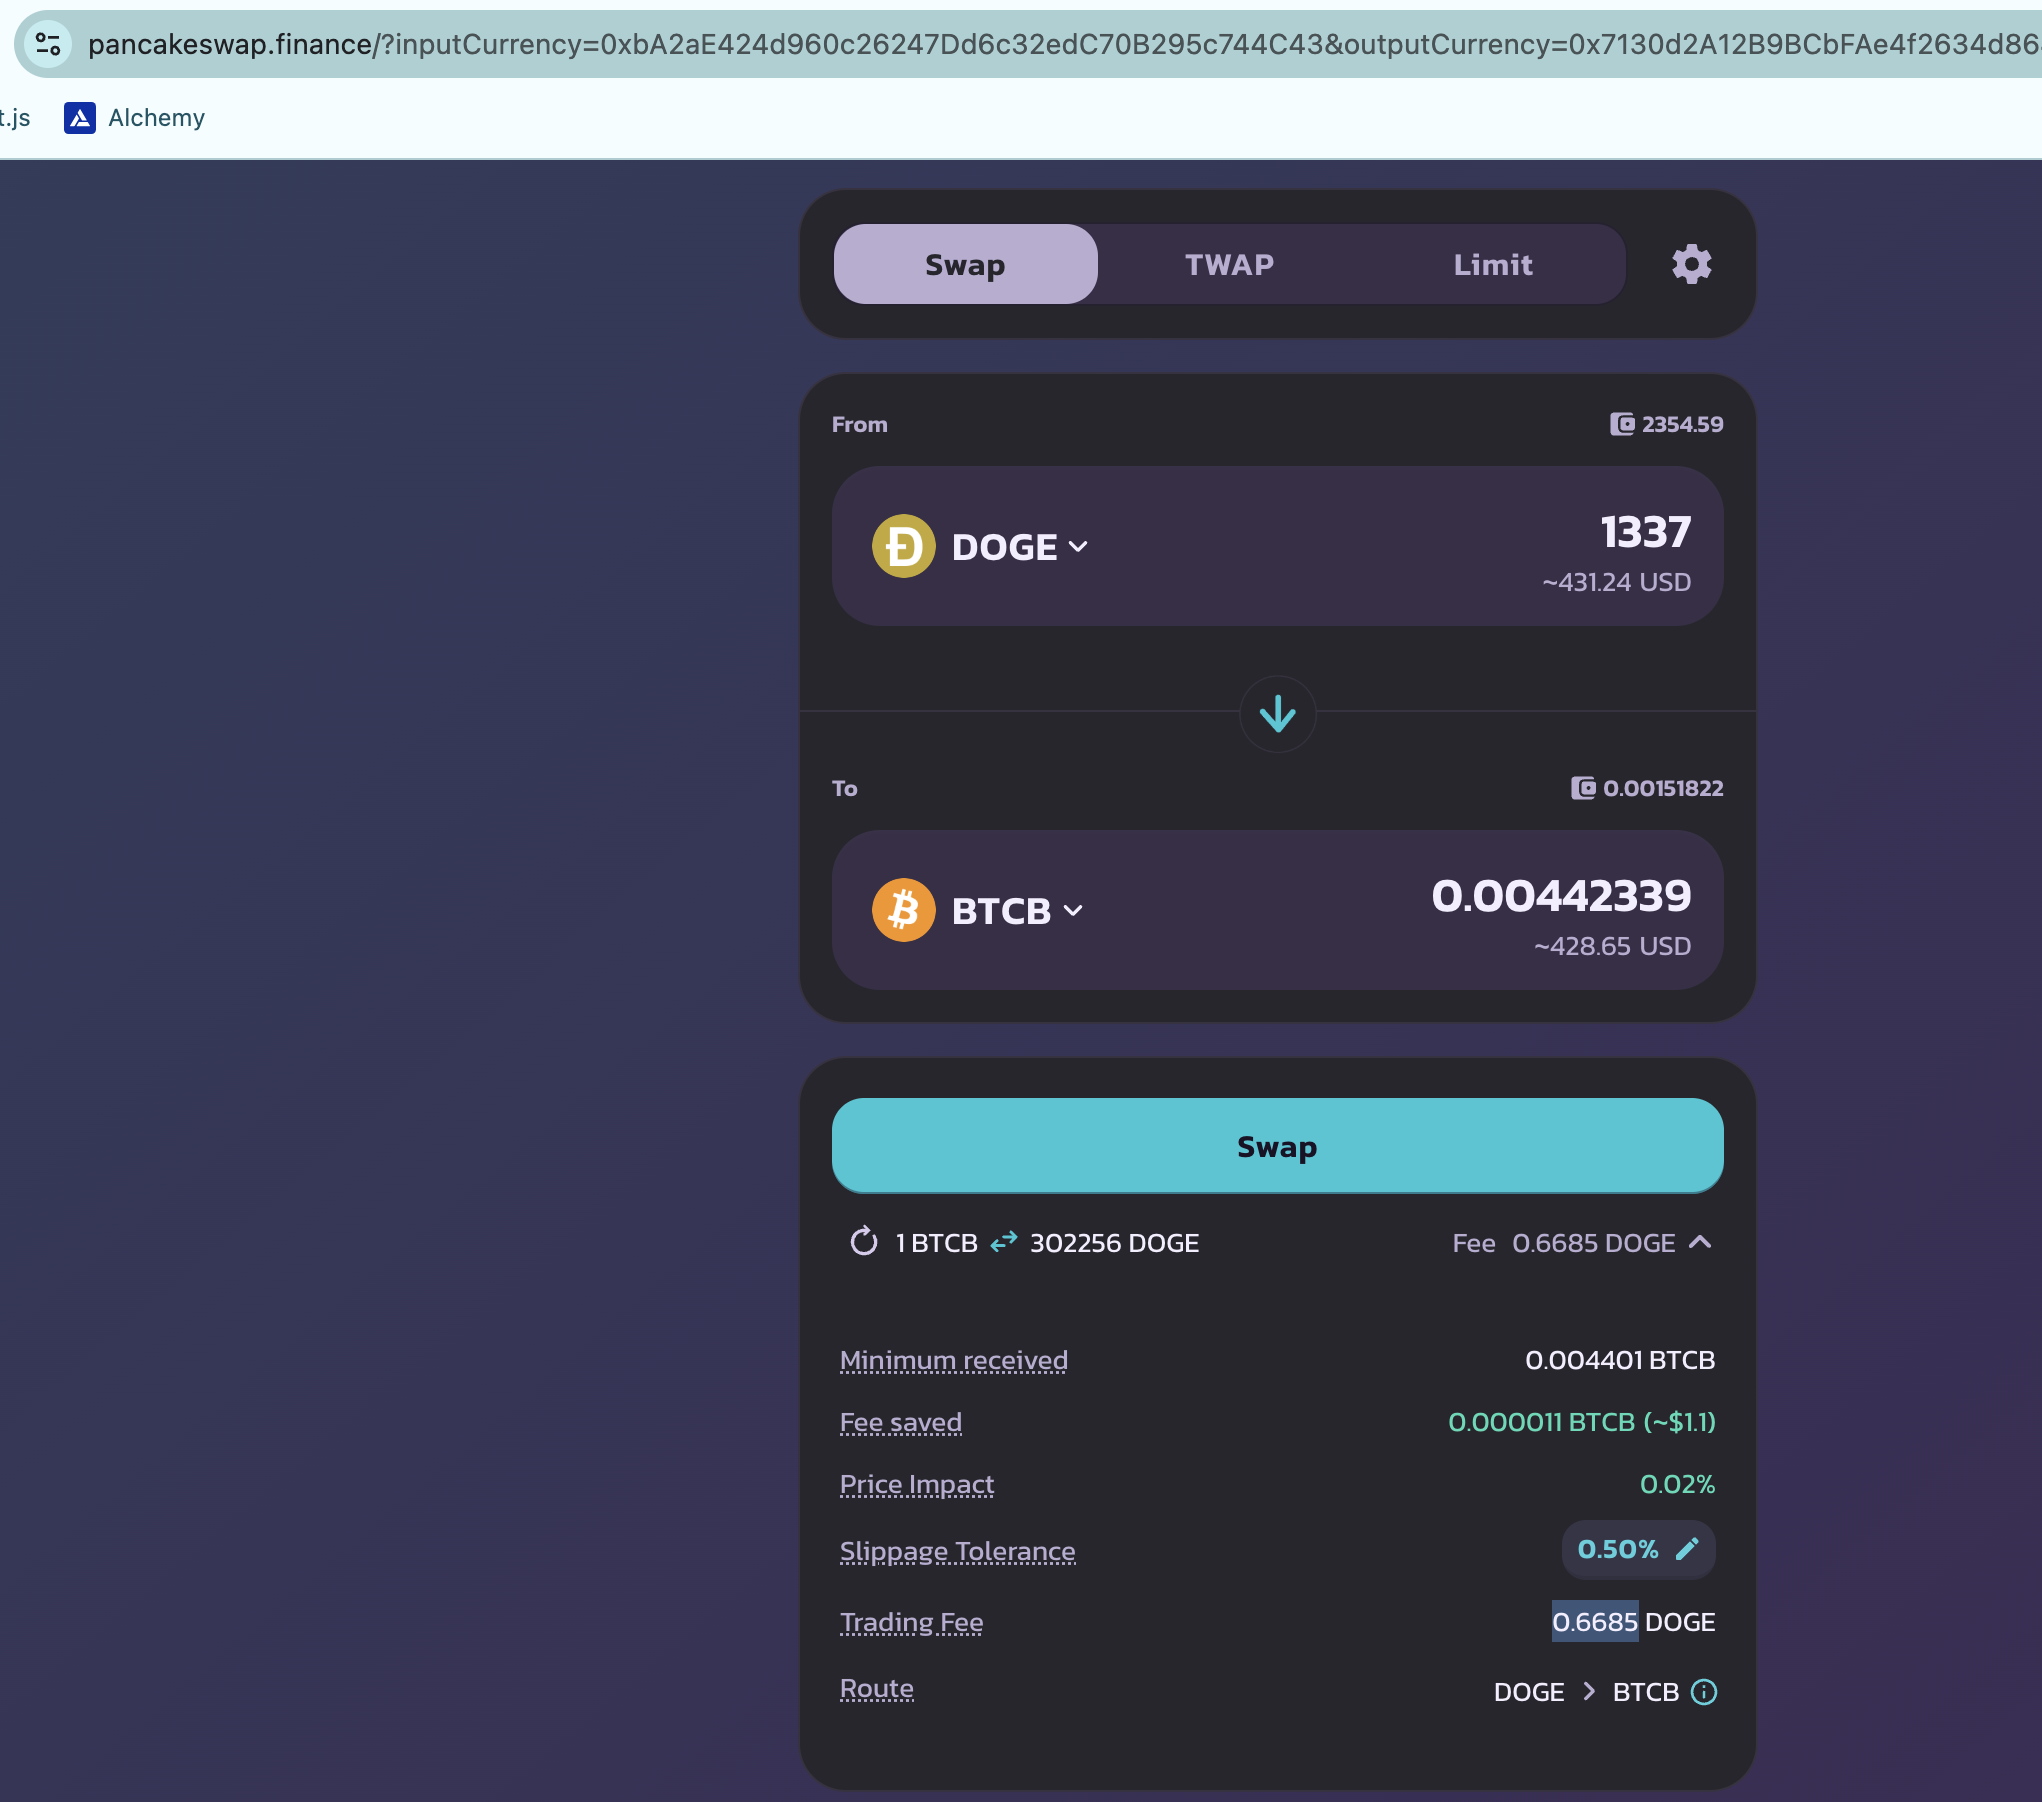 pancakeswap.finance/?inputCurrency=0xbA2aE424d960c26247Dd6c32edC70B295c744C43&outputCurrency=0x7130d2A12B9BCbFAe4f2634d86
t.js Alchemy
Swap TWAP Limit
From 2354.59
DOGE 1337
~431.24 USD
To 0.00151822
BTCB 0.00442339
~428.65 USD
Swap
1 BTCB 302256 DOGE Fee 0.6685 DOGE
Minimum received 0.004401 BTCB
Fee saved 0.000011 BTCB (~$1.1)
Price Impact 0.02%
Slippage Tolerance 0.50%
Trading Fee 0.6685 DOGE
Route DOGE > BTCB